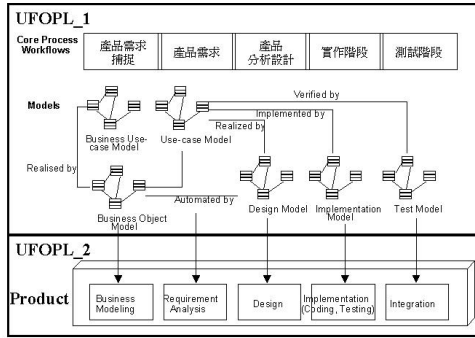 UFOPL_1
Core Process
Workflows
產品需求
捕捉
產品需求
產品
分析設計
實作階段
測試階段
Models
Verified by
Implemented by
Realized by
Business Use-
case Model
Use-case Model
Realised by
Automated by
Business Object
Model
Design Model
Implementation
Model
Test Model
UFOPL_2
Product
Business
Modeling
Requirement
Analysis
Design
Implementation
(Coding, Testing)
Integration